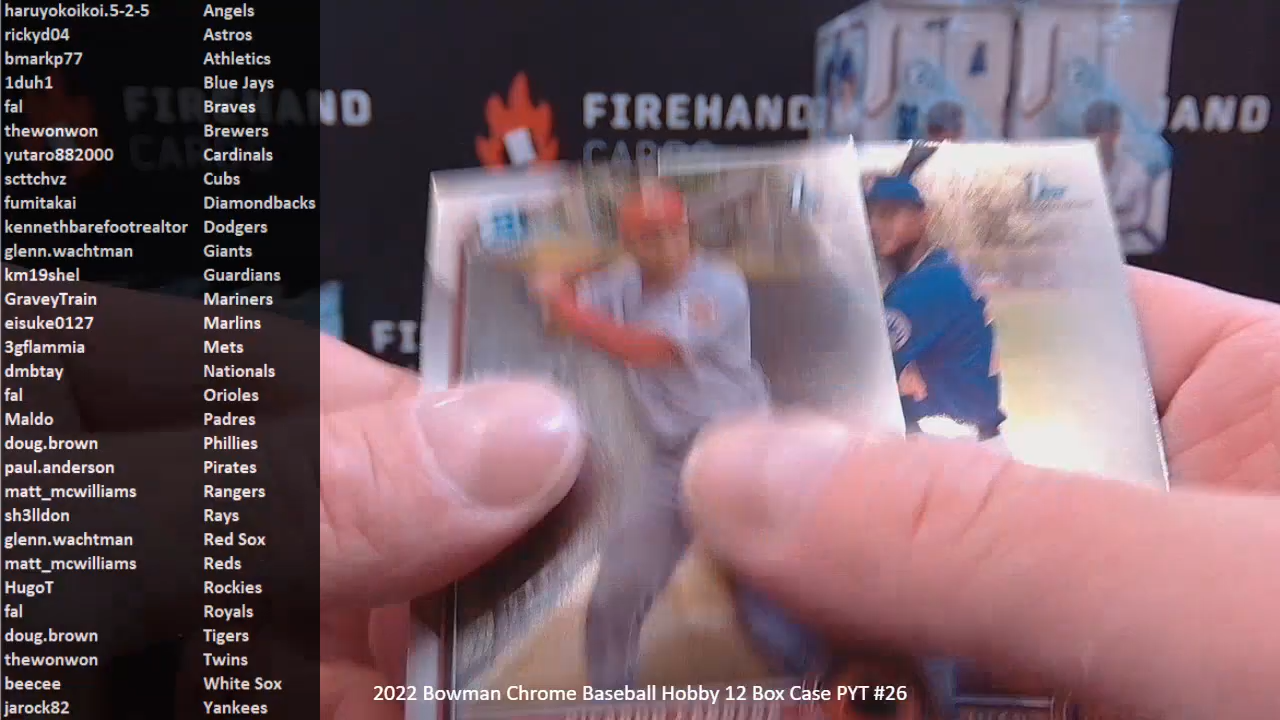 haruyokoikoi.5-2-5 Angels
rickyd04 Astros
bmarkp77 Athletics
1duh1 Blue Jays
fal Braves
thewonwon Brewers
yutaro882000 Cardinals
scttchvz Cubs
fumitakai Diamondbacks
kennethbarefootrealtor Dodgers
glenn.wachtman Giants
km19shel Guardians
GraveyTrain Mariners
eisuke0127 Marlins
3gflammia Mets
dmbtay Nationals
fal Orioles
Maldo Padres
doug.brown Phillies
paul.anderson Pirates
matt_mcwilliams Rangers
sh3lldon Rays
glenn.wachtman Red Sox
matt_mcwilliams Reds
HugoT Rockies
fal Royals
doug.brown Tigers
thewonwon Twins
beecee White Sox
jarock82 Yankees
FIREHAND
CARDS
HAND
FI
2022 Bowman Chrome Baseball Hobby 12 Box Case PYT #26